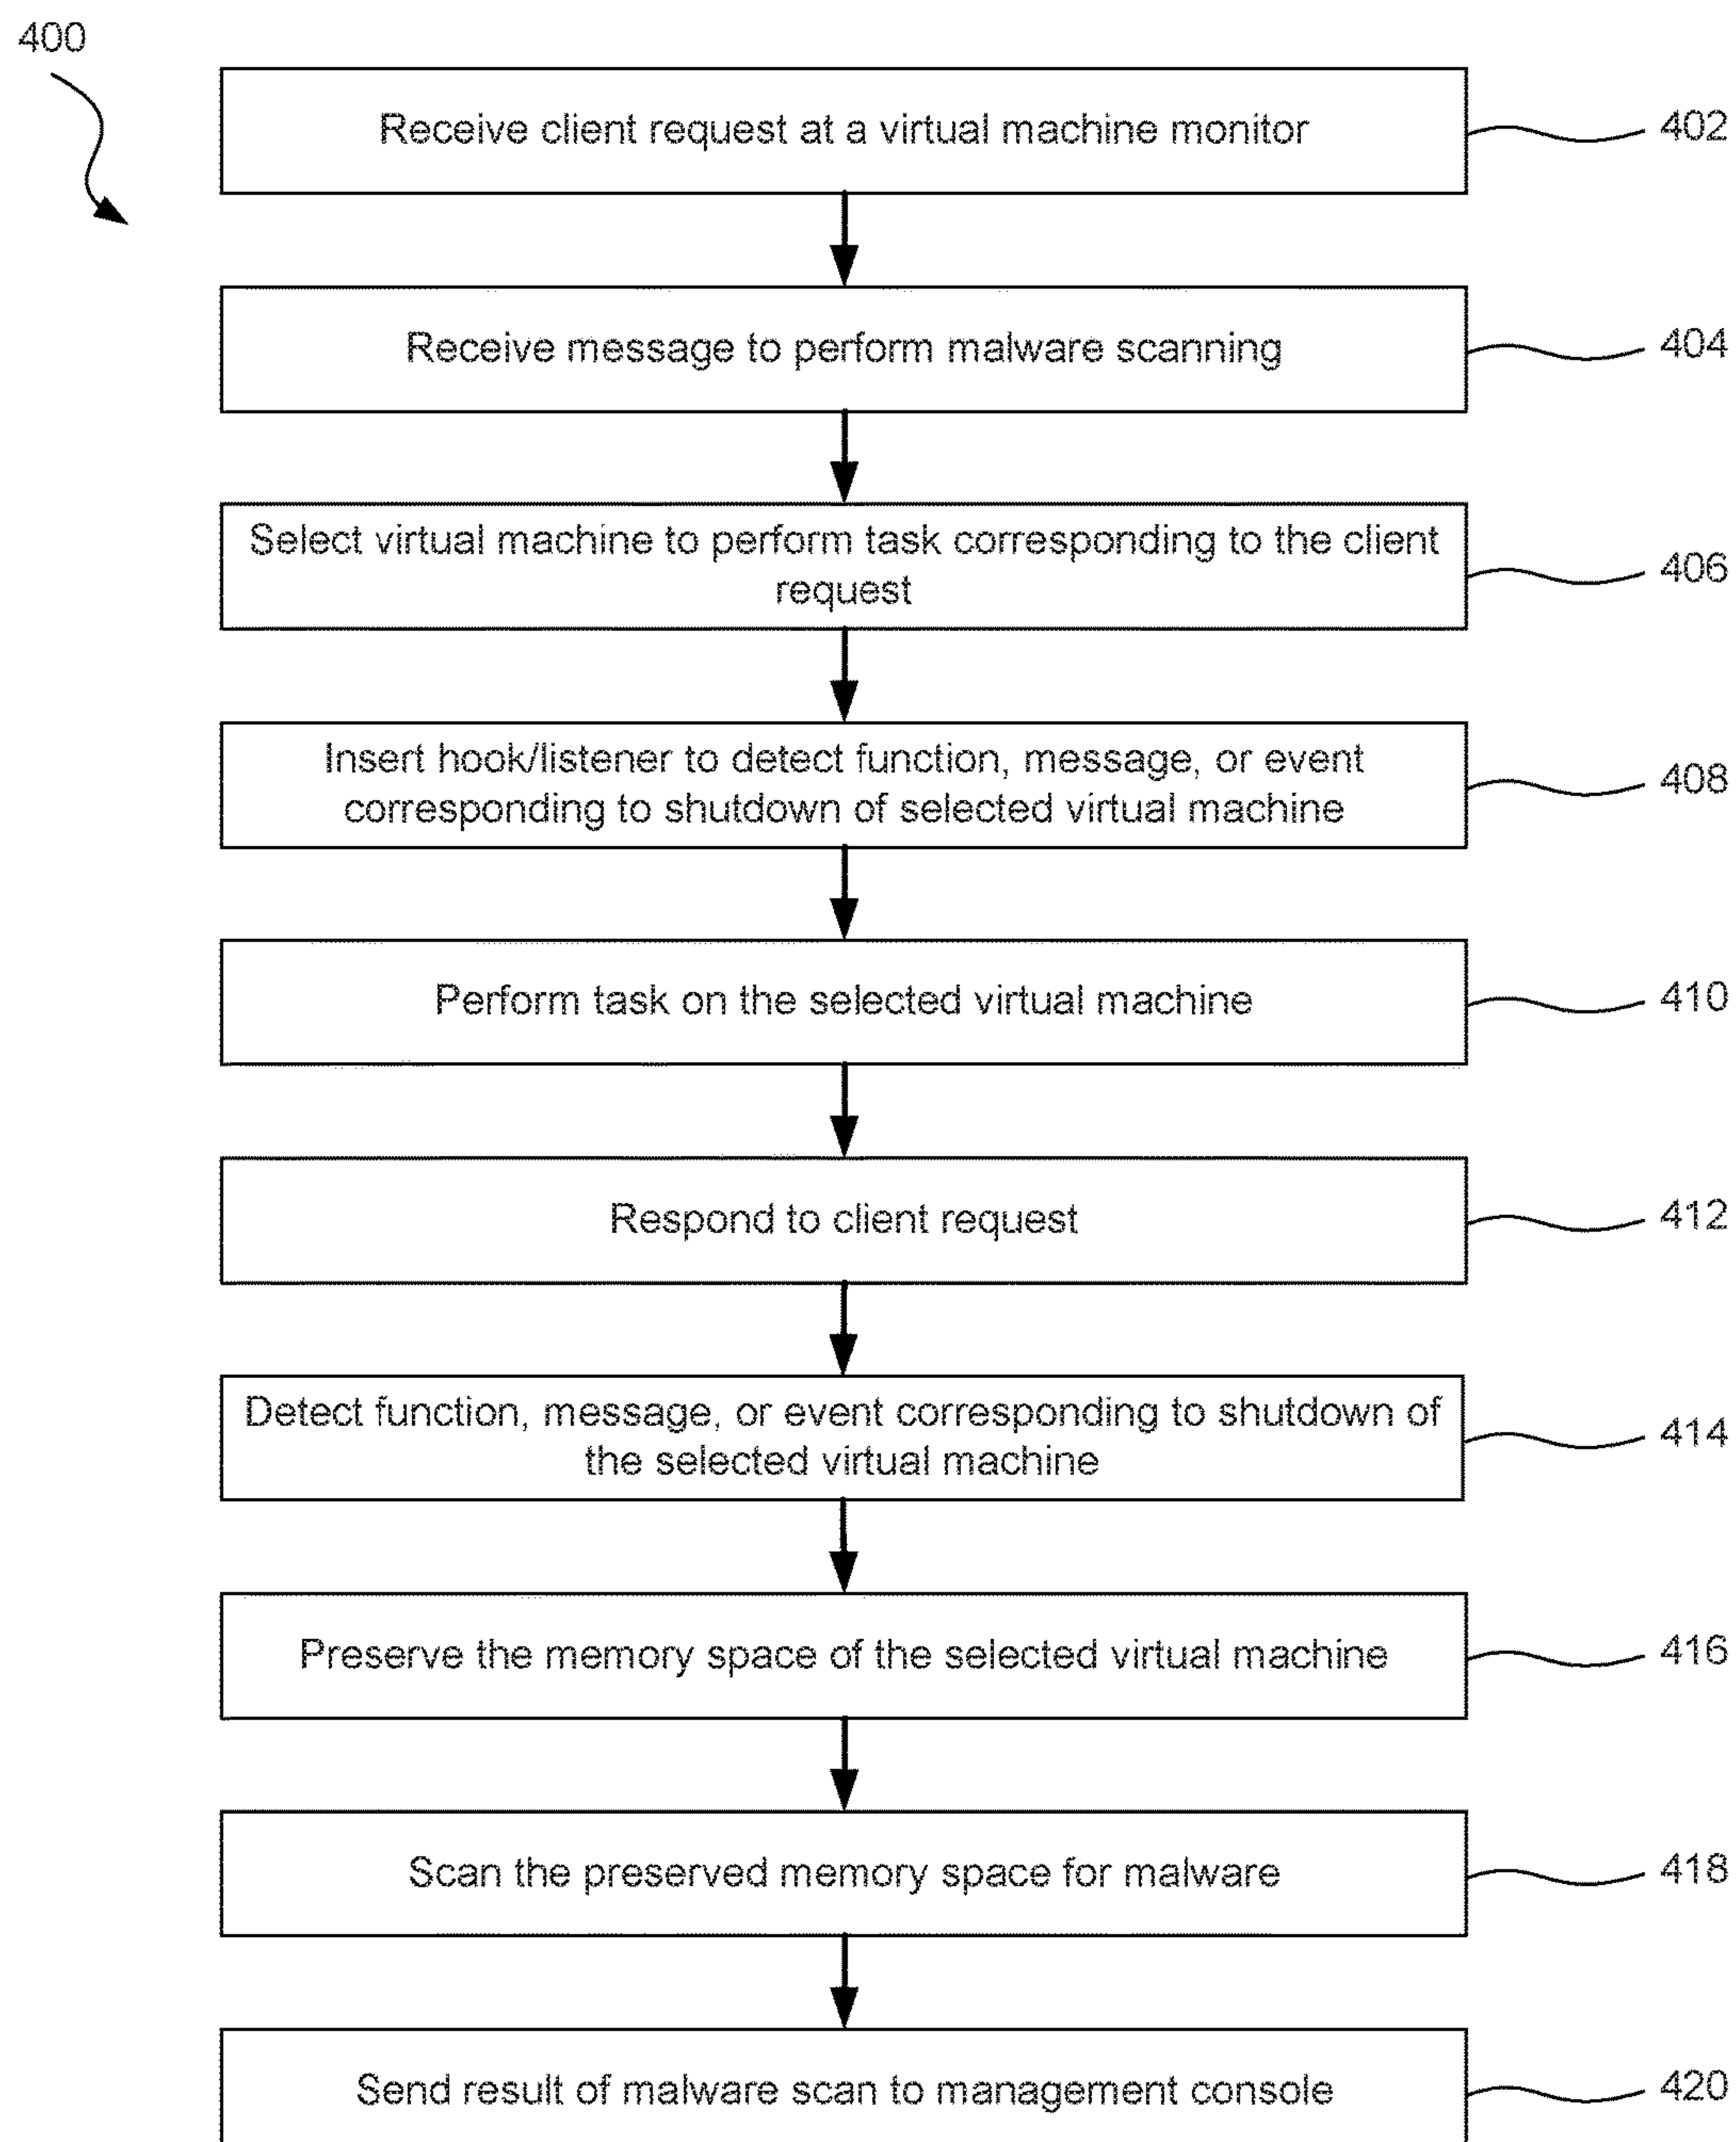 400
Receive client request at a virtual machine monitor
402
Receive message to perform malware scanning
404
Select virtual machine to perform task corresponding to the client
request
406
Insert hook/listener to detect function, message, or event
corresponding to shutdown of selected virtual machine
408
Perform task on the selected virtual machine
410
Respond to client request
412
Detect function, message, or event corresponding to shutdown of
the selected virtual machine
414
Preserve the memory space of the selected virtual machine
416
Scan the preserved memory space for malware
418
Send result of malware scan to management console
420